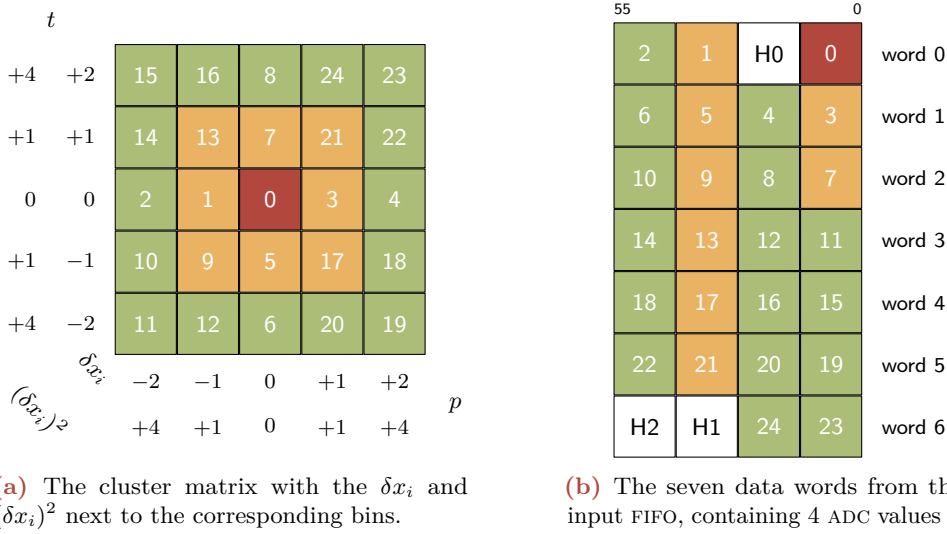 t
+4 +2 15 16 8 24 23
+1 +1 14 13 7 21 22
0 0 2 1 0 3 4
+1 −1 10 9 5 17 18
+4 −2 11 12 6 20 19
δxᵢ −2 −1 0 +1 +2
p
(δxᵢ)² +4 +1 0 +1 +4
(a) The cluster matrix with the δxᵢ and
(δxᵢ)² next to the corresponding bins.
55 0
2 1 H0 0 word 0
6 5 4 3 word 1
10 9 8 7 word 2
14 13 12 11 word 3
18 17 16 15 word 4
22 21 20 19 word 5
H2 H1 24 23 word 6
(b) The seven data words from th
input FIFO, containing 4 ADC values